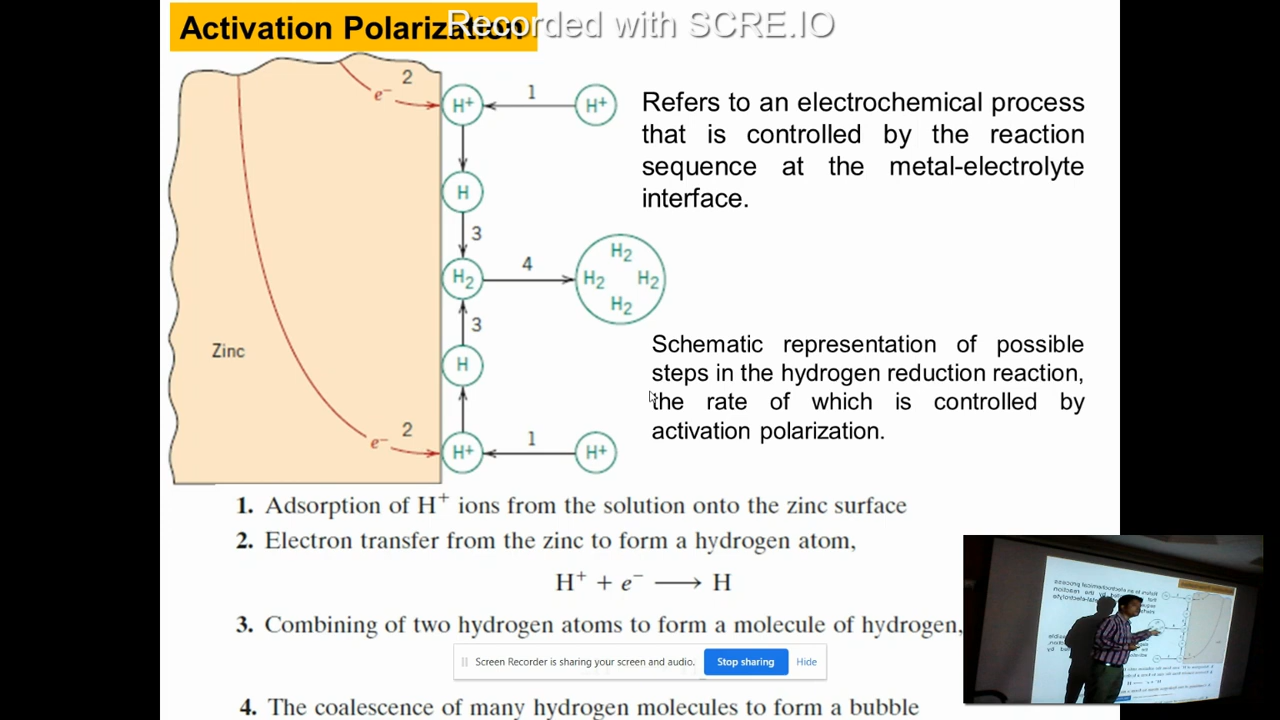 Activation Polarization
Recorded with SCRE.IO
2
e⁻
H⁺
1
H⁺
Refers to an electrochemical process
that is controlled by the reaction
sequence at the metal-electrolyte
interface.
H
3
H₂
4
H₂
H₂ H₂
H₂
3
Zinc
H
Schematic representation of possible
steps in the hydrogen reduction reaction,
the rate of which is controlled by
activation polarization.
2
e⁻
H⁺
1
H⁺
1. Adsorption of H⁺ ions from the solution onto the zinc surface
2. Electron transfer from the zinc to form a hydrogen atom,
H⁺ + e⁻ ⟶ H
3. Combining of two hydrogen atoms to form a molecule of hydrogen,
Screen Recorder is sharing your screen and audio. Stop sharing Hide
4. The coalescence of many hydrogen molecules to form a bubble